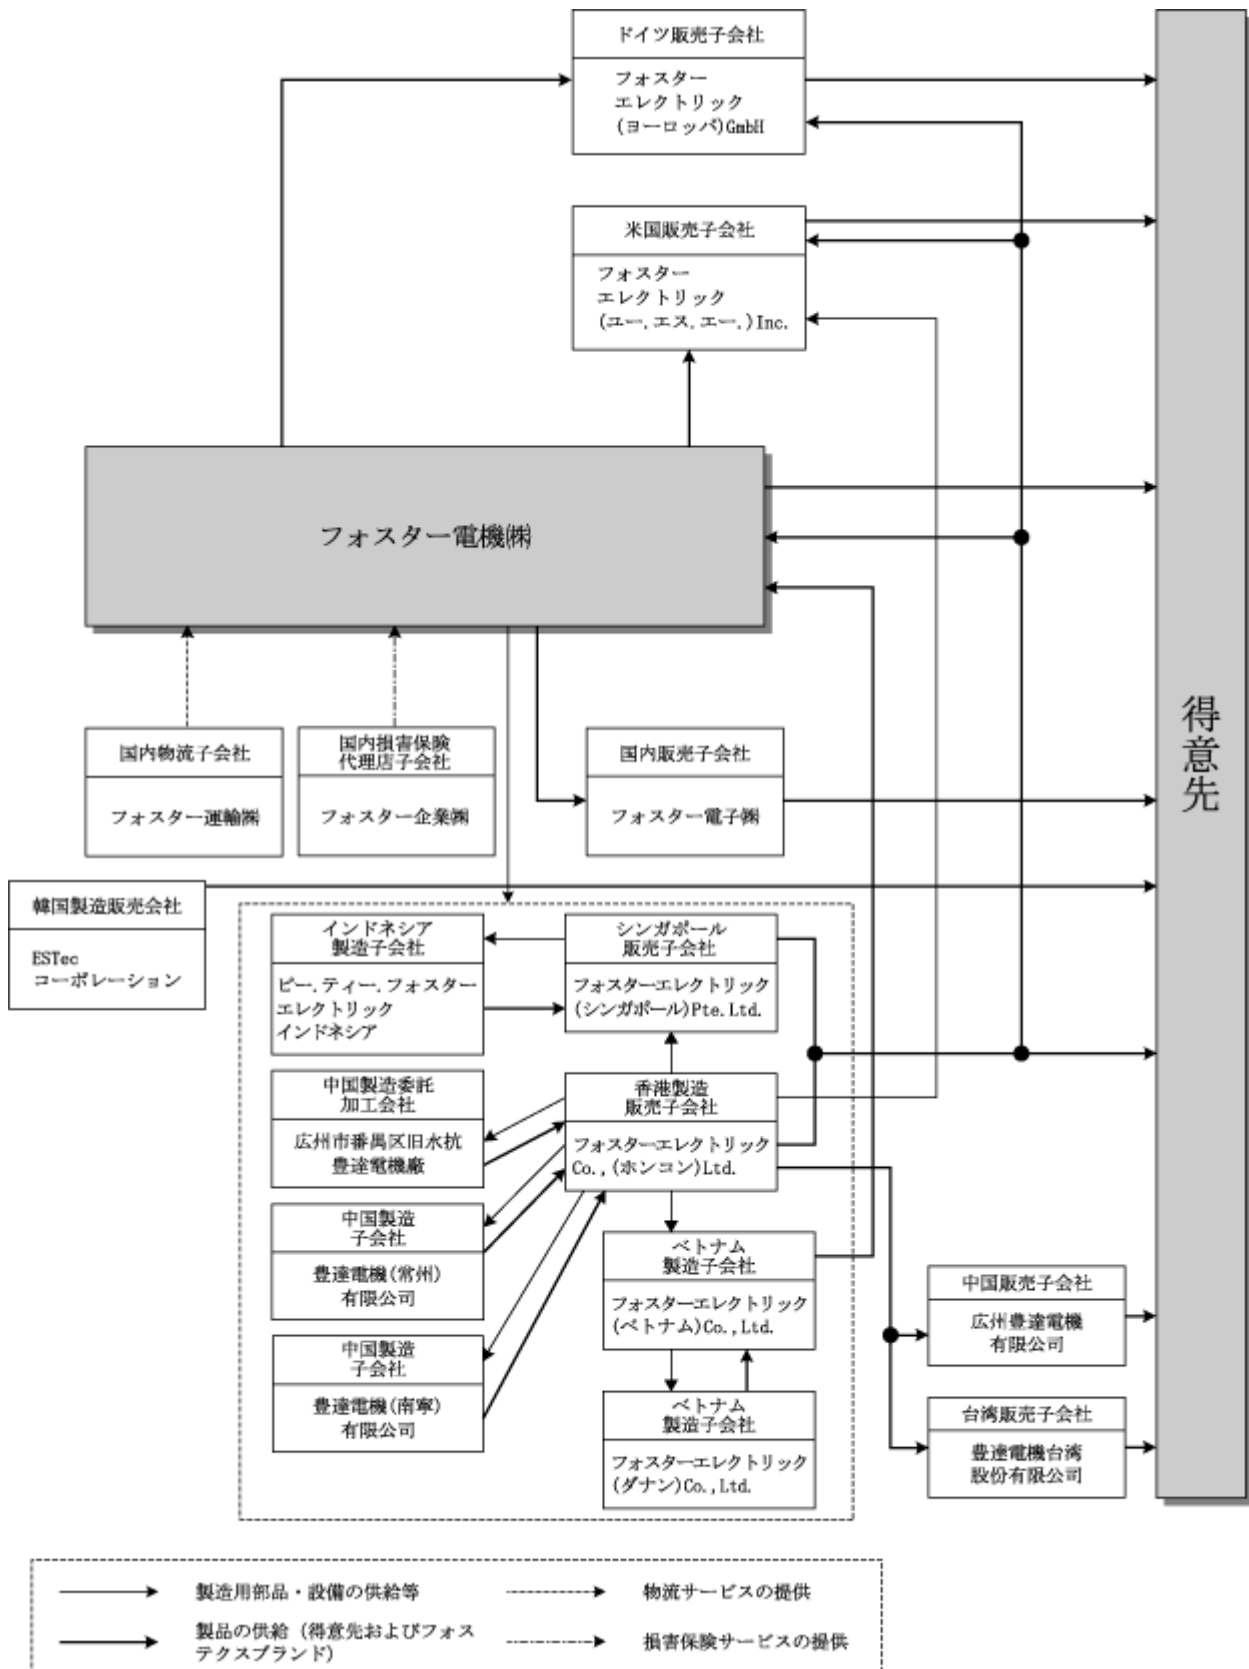 ドイツ販売子会社
フォスター
エレクトリック
(ヨーロッパ)GmbH
米国販売子会社
フォスター
エレクトリック
(ユー.エス.エー.)Inc.
フォスター電機㈱
得意先
国内物流子会社
フォスター運輸㈱
国内損害保険
代理店子会社
フォスター企業㈱
国内販売子会社
フォスター電子㈱
韓国製造販売会社
ESTec
コーポレーション
インドネシア
製造子会社
ピー.ティー.フォスター
エレクトリック
インドネシア
シンガポール
販売子会社
フォスターエレクトリック
(シンガポール)Pte.Ltd.
中国製造委託
加工会社
広州市番禺区旧水坑
豊達電機廠
香港製造
販売子会社
フォスターエレクトリック
Co.,(ホンコン)Ltd.
中国製造
子会社
豊達電機(常州)
有限公司
ベトナム
製造子会社
フォスターエレクトリック
(ベトナム)Co.,Ltd.
中国製造
子会社
豊達電機(南寧)
有限公司
ベトナム
製造子会社
フォスターエレクトリック
(ダナン)Co.,Ltd.
中国販売子会社
広州豊達電機
有限公司
台湾販売子会社
豊達電機台湾
股份有限公司
製造用部品・設備の供給等
物流サービスの提供
製品の供給（得意先およびフォス
テクスブランド）
損害保険サービスの提供